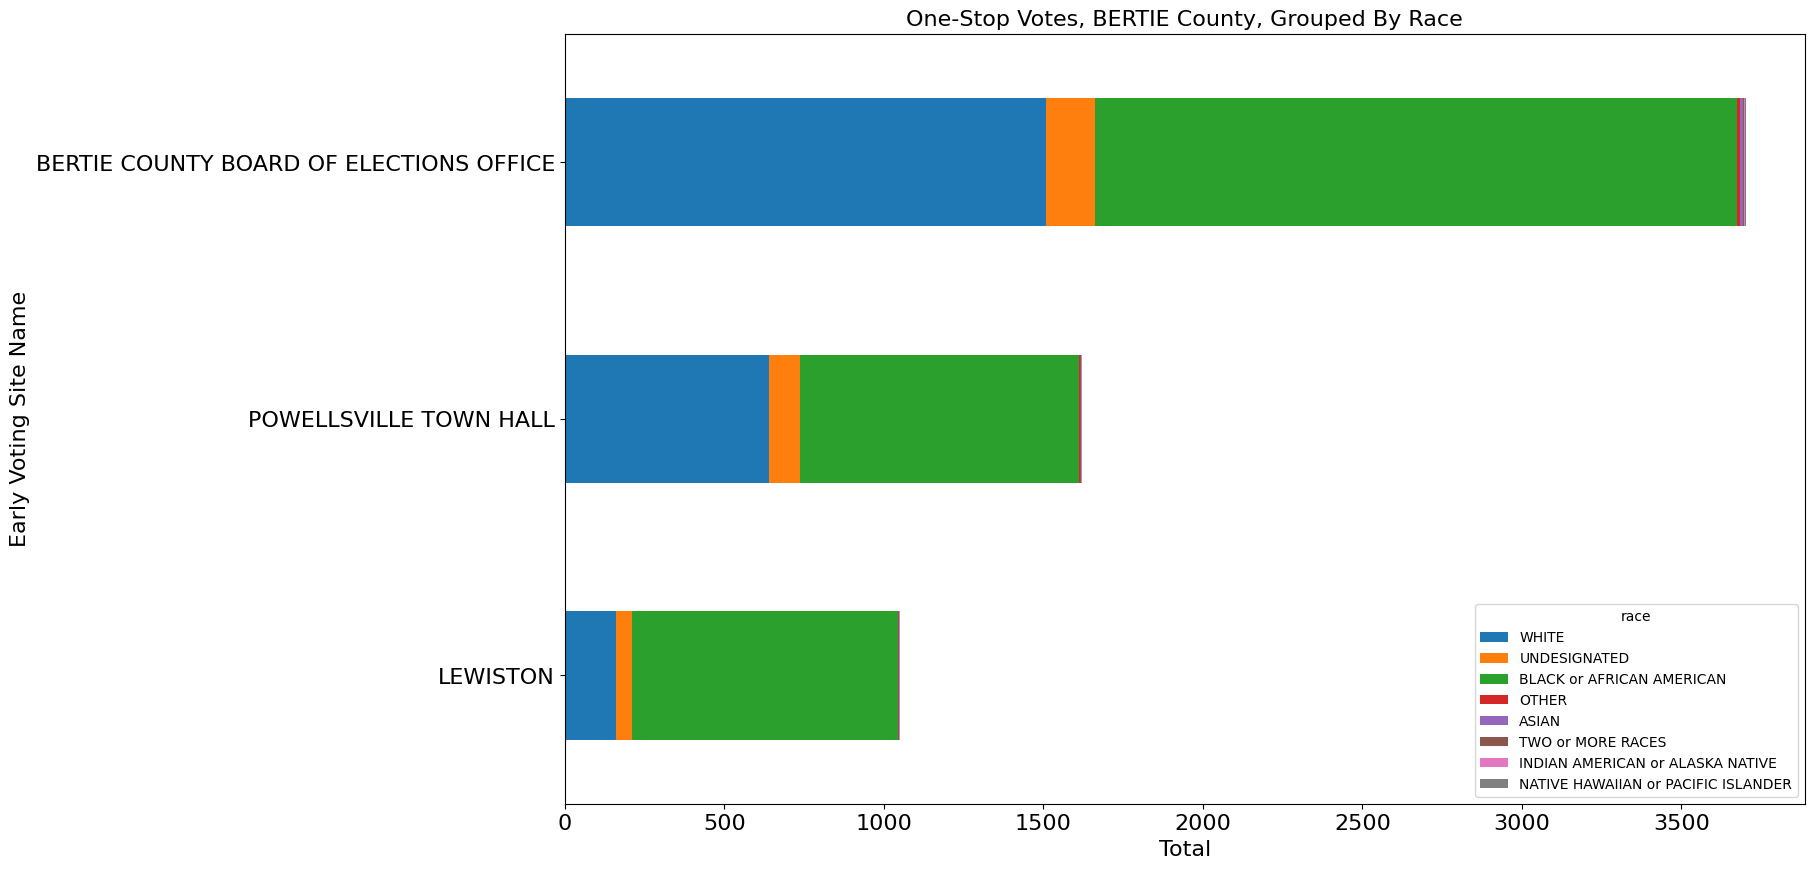 One-Stop Votes, BERTIE County, Grouped By Race
Early Voting Site Name
BERTIE COUNTY BOARD OF ELECTIONS OFFICE
POWELLSVILLE TOWN HALL
LEWISTON
race
WHITE
UNDESIGNATED
BLACK or AFRICAN AMERICAN
OTHER
ASIAN
TWO or MORE RACES
INDIAN AMERICAN or ALASKA NATIVE
NATIVE HAWAIIAN or PACIFIC ISLANDER
0 500 1000 1500 2000 2500 3000 3500
Total